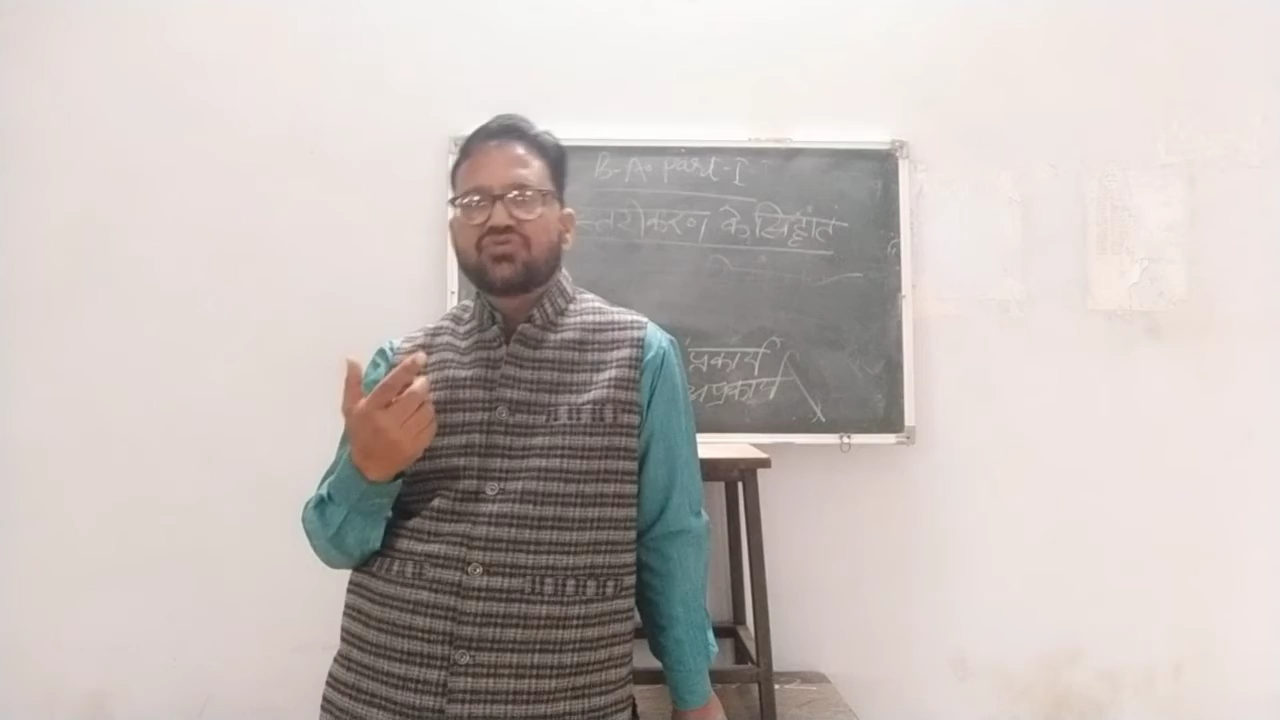 B.A. Part-I
स्तरीकरण के सिद्धांत
प्रकार्य
अप्रकार्य